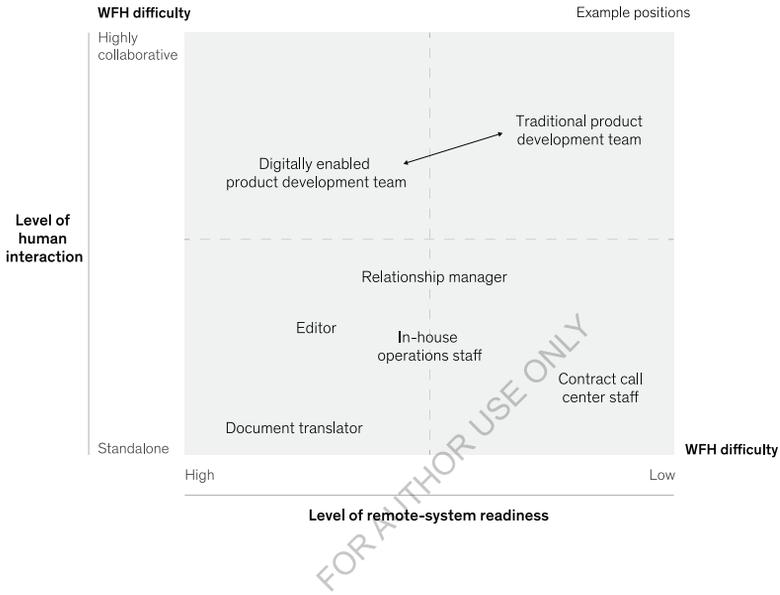 WFH difficulty
Example positions
Highly
collaborative
Traditional product
development team
Digitally enabled
product development team
Level of
human
interaction
Relationship manager
Editor
In-house
operations staff
Contract call
center staff
Document translator
Standalone
WFH difficulty
High
Low
Level of remote-system readiness
FOR AUTHOR USE ONLY